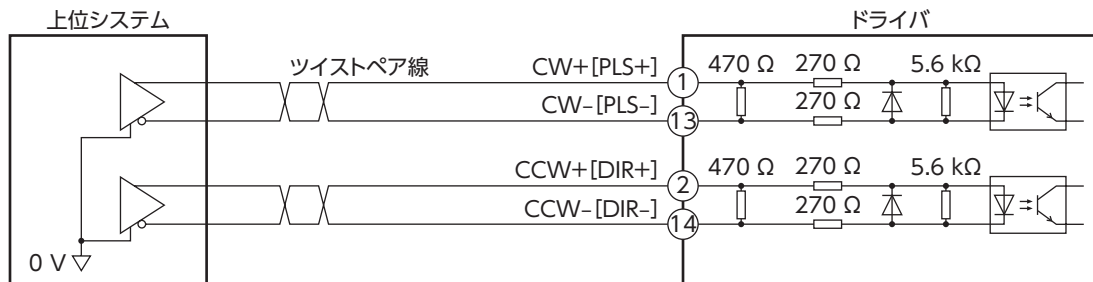 上位システム
ドライバ
ツイストペア線
CW+[PLS+]
1
470 Ω
270 Ω
5.6 kΩ
CW-[PLS-]
13
270 Ω
CCW+[DIR+]
2
470 Ω
270 Ω
5.6 kΩ
CCW-[DIR-]
14
270 Ω
0 V